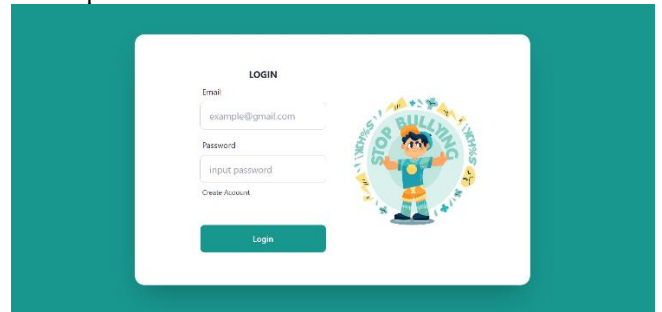 LOGIN
Email
example@gmail.com
Password
input password
Create Account
Login
STOP BULLYING